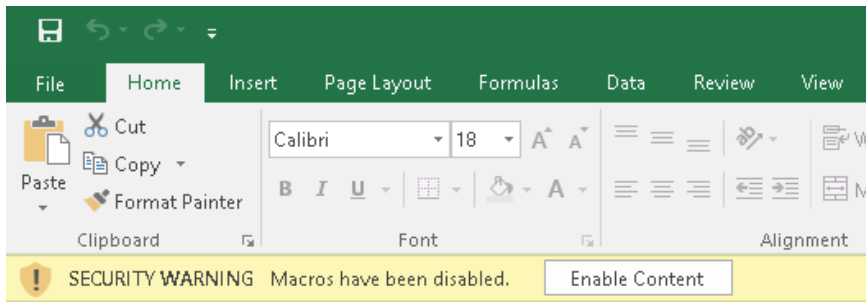 File Home Insert Page Layout Formulas Data Review View
Cut
Calibri 18 A A
Copy
Paste
B I U A
Format Painter
Clipboard Font Alignment
SECURITY WARNING Macros have been disabled. Enable Content